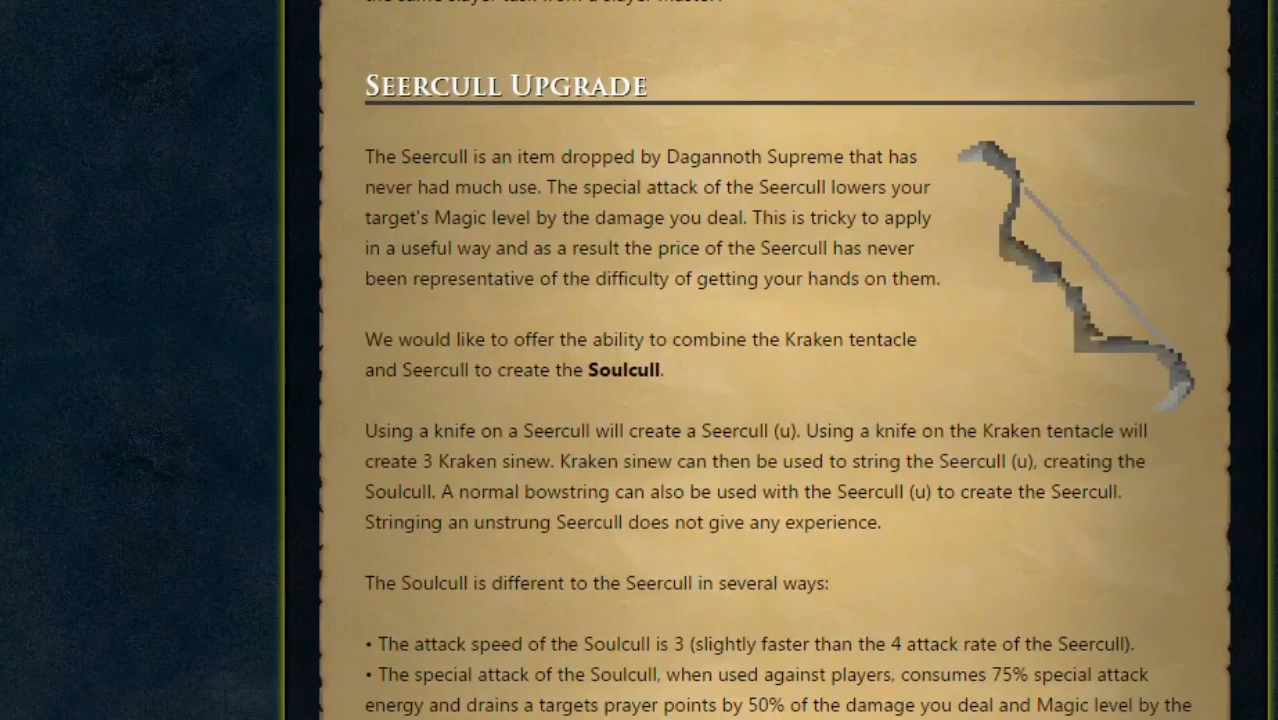 the same slayer task from a slayer master.
SEERCULL UPGRADE
The Seercull is an item dropped by Dagannoth Supreme that has
never had much use. The special attack of the Seercull lowers your
target's Magic level by the damage you deal. This is tricky to apply
in a useful way and as a result the price of the Seercull has never
been representative of the difficulty of getting your hands on them.
We would like to offer the ability to combine the Kraken tentacle
and Seercull to create the Soulcull.
Using a knife on a Seercull will create a Seercull (u). Using a knife on the Kraken tentacle will
create 3 Kraken sinew. Kraken sinew can then be used to string the Seercull (u), creating the
Soulcull. A normal bowstring can also be used with the Seercull (u) to create the Seercull.
Stringing an unstrung Seercull does not give any experience.
The Soulcull is different to the Seercull in several ways:
• The attack speed of the Soulcull is 3 (slightly faster than the 4 attack rate of the Seercull).
• The special attack of the Soulcull, when used against players, consumes 75% special attack
energy and drains a targets prayer points by 50% of the damage you deal and Magic level by the